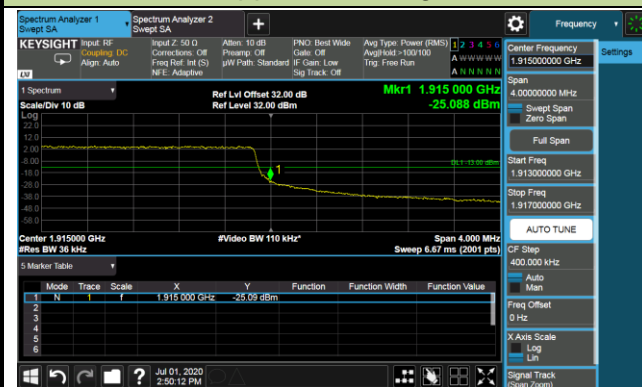 Spectrum Analyzer 1
Swept SA
Spectrum Analyzer 2
Swept SA
+
Frequency
KEYSIGHT
Input: RF
Coupling: DC
Align: Auto
Input Z: 50 Ω
Corrections: Off
Freq Ref: Int (S)
NFE: Adaptive
Atten: 10 dB
Preamp: Off
µW Path: Standard
PNO: Best Wide
Gate: Off
IF Gain: Low
Sig Track: Off
Avg Type: Power (RMS)
Avg|Hold:>100/100
Trig: Free Run
1 2 3 4 5 6
A W W W W W
A N N N N N
LXI
1 Spectrum
Scale/Div 10 dB
Log
Ref Lvl Offset 32.00 dB
Ref Level 32.00 dBm
Mkr1 1.915 000 GHz
-25.088 dBm
22.0
12.0
2.00
-8.00
-18.0
-28.0
-38.0
-48.0
-58.0
1
DL1 -13.00 dBm
Center 1.915000 GHz
#Res BW 36 kHz
#Video BW 110 kHz*
Span 4.000 MHz
Sweep 6.67 ms (2001 pts)
5 Marker Table
Mode Trace Scale X Y Function Function Width Function Value
1 N 1 f 1.915 000 GHz -25.09 dBm
2
3
4
5
6
Jul 01, 2020
2:50:12 PM
Center Frequency
1.915000000 GHz
Settings
Span
4.00000000 MHz
Swept Span
Zero Span
Full Span
Start Freq
1.913000000 GHz
Stop Freq
1.917000000 GHz
AUTO TUNE
CF Step
400.000 kHz
Auto
Man
Freq Offset
0 Hz
X Axis Scale
Log
Lin
Signal Track
(Span Zoom)